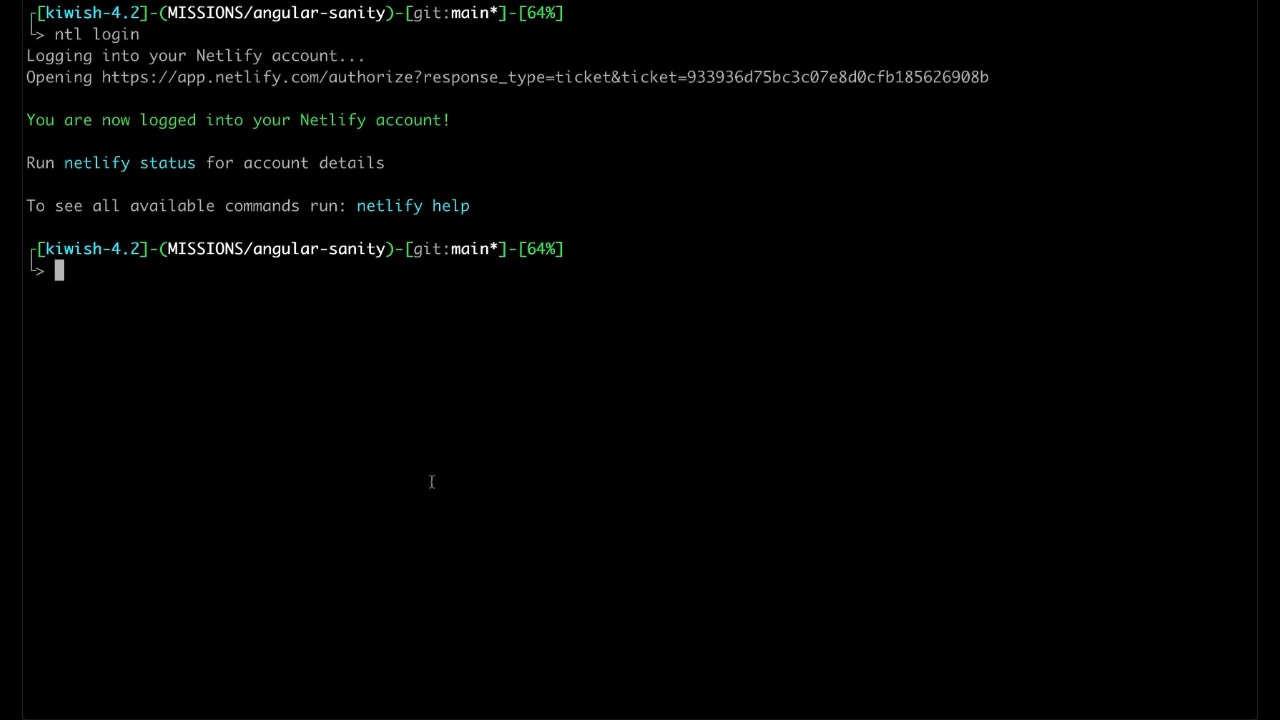 ┌[kiwish-4.2]-(MISSIONS/angular-sanity)-[git:main*]-[64%]
└> ntl login
Logging into your Netlify account...
Opening https://app.netlify.com/authorize?response_type=ticket&ticket=933936d75bc3c07e8d0cfb185626908b
You are now logged into your Netlify account!
Run netlify status for account details
To see all available commands run: netlify help
┌[kiwish-4.2]-(MISSIONS/angular-sanity)-[git:main*]-[64%]
└>